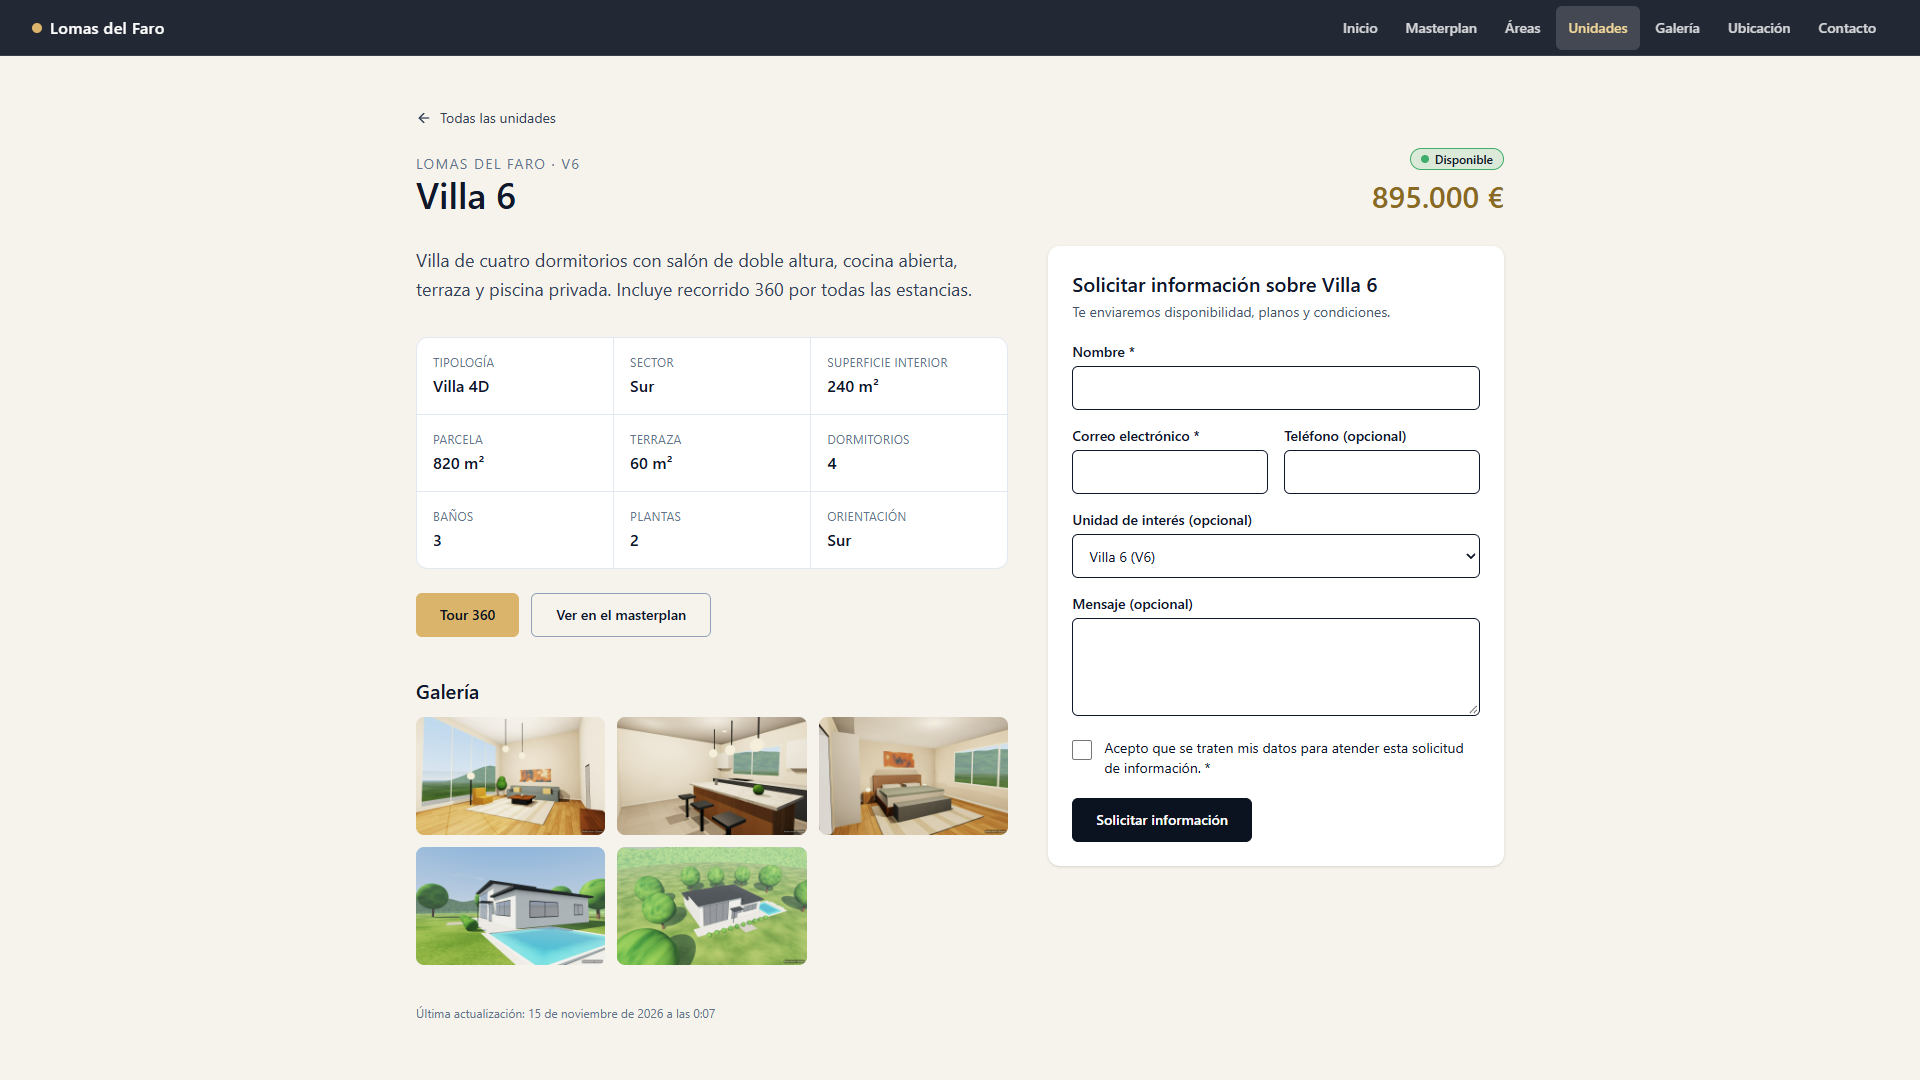 Lomas del Faro
Inicio
Masterplan
Áreas
Unidades
Galería
Ubicación
Contacto
Todas las unidades
LOMAS DEL FARO · V6
Villa 6
Disponible
895.000 €
Villa de cuatro dormitorios con salón de doble altura, cocina abierta,
terraza y piscina privada. Incluye recorrido 360 por todas las estancias.
TIPOLOGÍA
Villa 4D
SECTOR
Sur
SUPERFICIE INTERIOR
240 m²
PARCELA
820 m²
TERRAZA
60 m²
DORMITORIOS
4
BAÑOS
3
PLANTAS
2
ORIENTACIÓN
Sur
Tour 360
Ver en el masterplan
Galería
Última actualización: 15 de noviembre de 2026 a las 0:07
Solicitar información sobre Villa 6
Te enviaremos disponibilidad, planos y condiciones.
Nombre *
Correo electrónico *
Teléfono (opcional)
Unidad de interés (opcional)
Villa 6 (V6)
Mensaje (opcional)
Acepto que se traten mis datos para atender esta solicitud
de información. *
Solicitar información